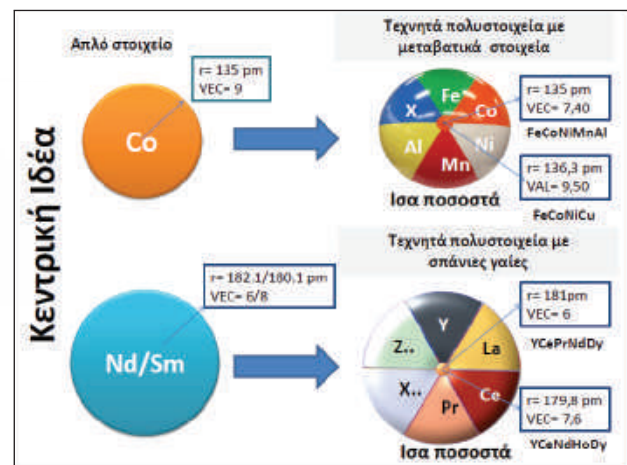 Κεντρική Ιδέα
Απλό στοιχείο
r= 135 pm
VEC= 9
Co
Τεχνητά πολυστοιχεία με
μεταβατικά στοιχεία
Fe
Co
Ni
Mn
Al
X
r= 135 pm
VEC= 7,40
FeCoNiMnAl
r= 136,3 pm
VAL= 9,50
FeCoNiCu
Ισα ποσοστά
r= 182.1/180.1 pm
VEC= 6/8
Nd/Sm
Τεχνητά πολυστοιχεία με
σπάνιες γαίες
Y
La
Ce
Pr
X..
Z..
r= 181pm
VEC= 6
YCePrNdDy
r= 179,8 pm
VEC= 7,6
YCeNdHoDy
Ισα ποσοστά